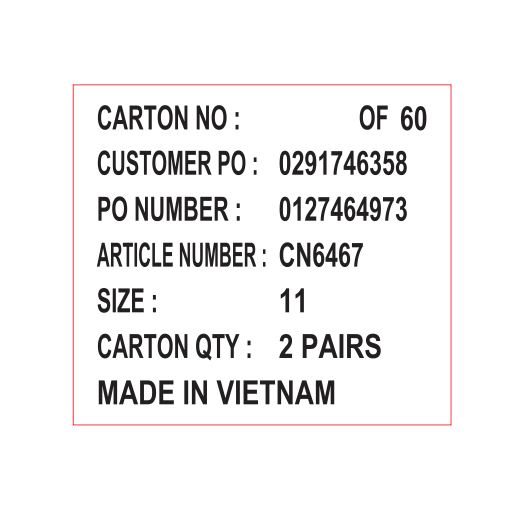 CARTON NO : OF 60
CUSTOMER PO : 0291746358
PO NUMBER : 0127464973
ARTICLE NUMBER : CN6467
SIZE : 11
CARTON QTY : 2 PAIRS
MADE IN VIETNAM